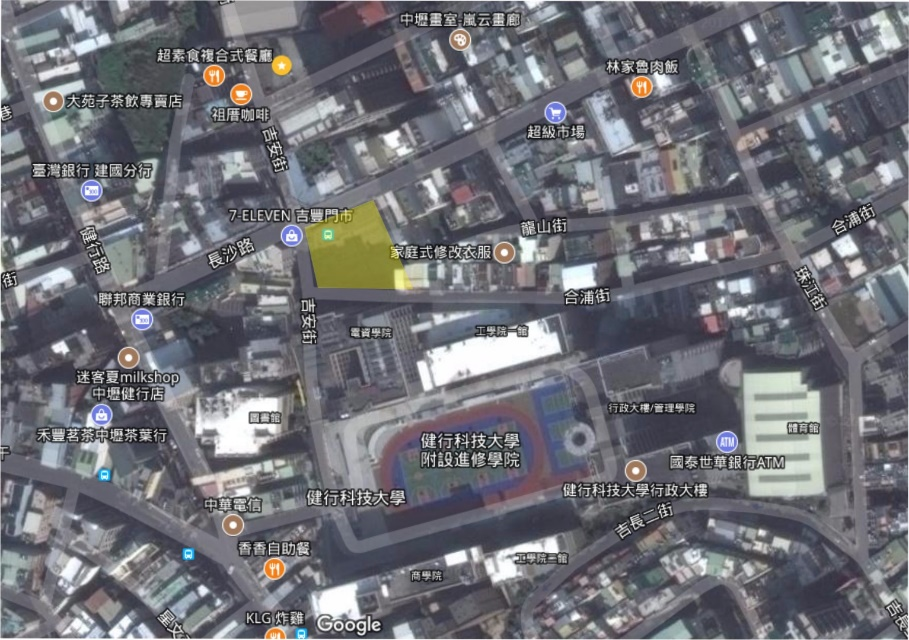 中壢畫室-嵐云畫廊
超素食複合式餐廳
林家魯肉飯
巷
大苑子茶飲專賣店
祖厝咖啡
超級市場
吉安街
臺灣銀行 建國分行
7-ELEVEN 吉豐門市
龍山街
合浦街
健行路
長沙路
家庭式修改衣服
街
珠江街
聯邦商業銀行
合浦街
吉安街
電資學院
工學院一館
迷客夏milkshop
中壢健行店
禾豐茗茶中壢茶葉行
圖書館
行政大樓/管理學院
體育館
健行科技大學
附設進修學院
ATM
國泰世華銀行ATM
健行科技大學
健行科技大學行政大樓
中華電信
吉長二街
香香自助餐
工學院二館
商學院
KLG 炸雞
Google